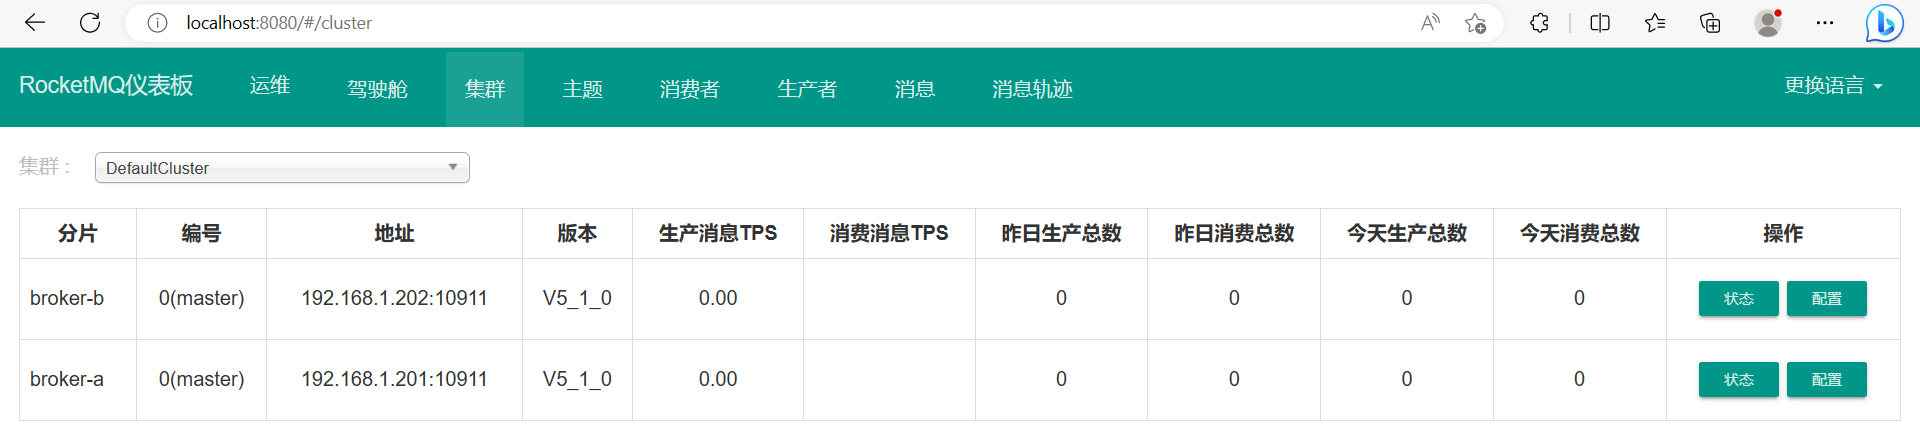 localhost:8080/#/cluster
RocketMQ仪表板 运维 驾驶舱 集群 主题 消费者 生产者 消息 消息轨迹 更换语言
集群： DefaultCluster
分片 编号 地址 版本 生产消息TPS 消费消息TPS 昨日生产总数 昨日消费总数 今天生产总数 今天消费总数 操作
broker-b 0(master) 192.168.1.202:10911 V5_1_0 0.00 0 0 0 0 状态 配置
broker-a 0(master) 192.168.1.201:10911 V5_1_0 0.00 0 0 0 0 状态 配置